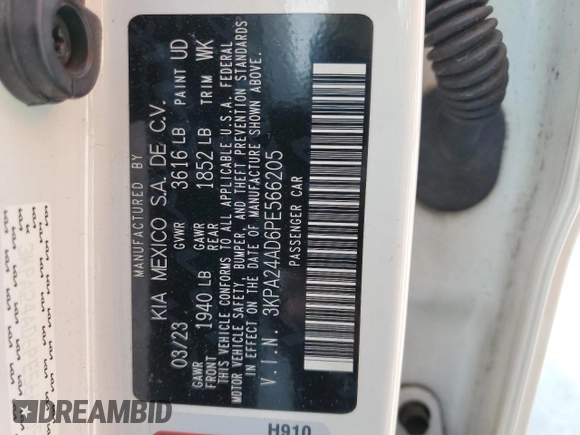 MANUFACTURED BY
KIA MEXICO S.A. DE. C.V.
03/23 GVWR 3616 LB PAINT UD
GAWR FRONT 1940 LB GAWR REAR 1852 LB TRIM WK
THIS VEHICLE CONFORMS TO ALL APPLICABLE U.S.A. FEDERAL
MOTOR VEHICLE SAFETY, BUMPER, AND THEFT PREVENTION STANDARDS
IN EFFECT ON THE DATE OF MANUFACTURE SHOWN ABOVE.
V.I.N. 3KPA24AD6PE566205
PASSENGER CAR
H910
DREAMBID